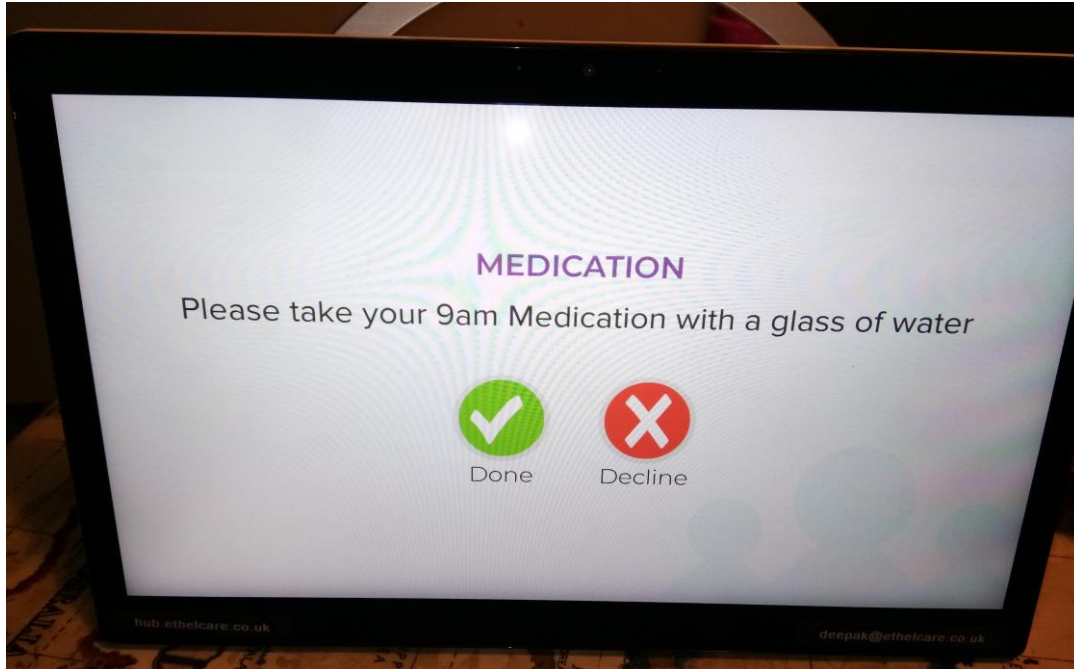 MEDICATION
Please take your 9am Medication with a glass of water
Done
Decline
hub.ethelcare.co.uk
deepak@ethelcare.co.uk